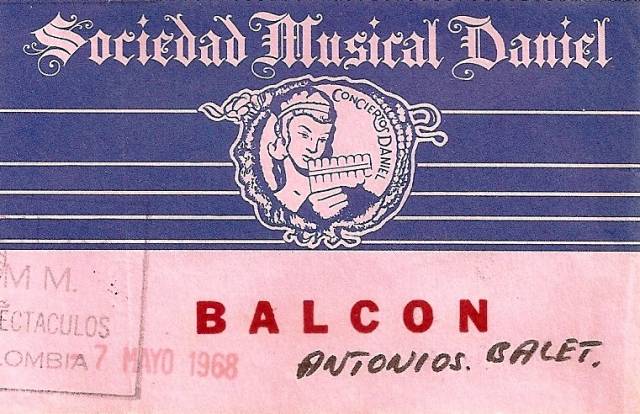 Sociedad Musical Daniel
CONCIERTOS DANIEL
M M.
ECTACULOS
LOMBIA - 7 MAYO 1968
BALCON
ANTONIOS. BALET.